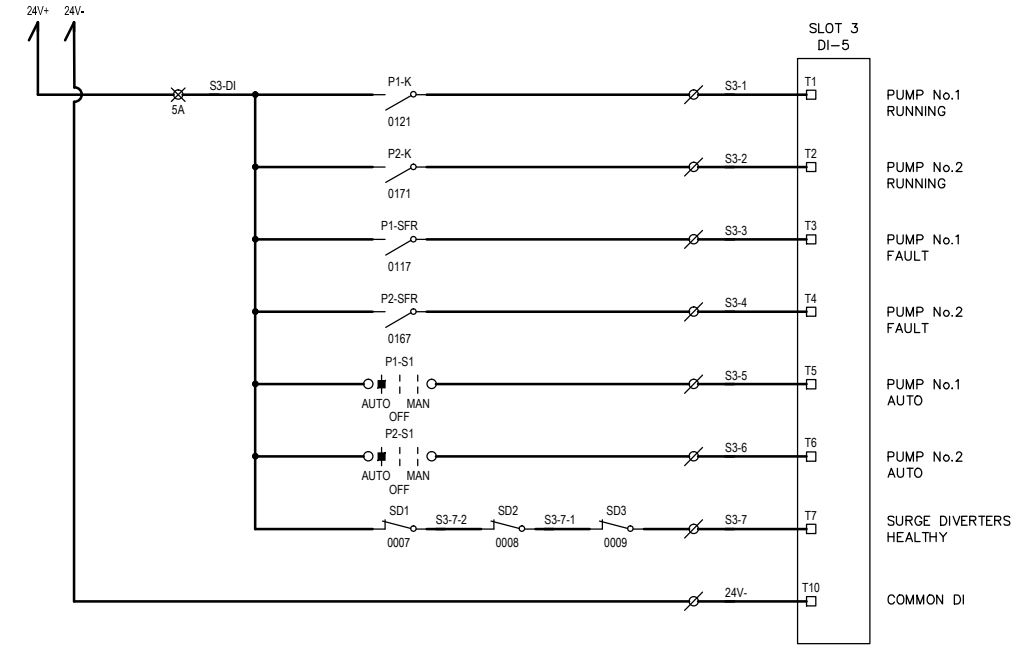 24V+ 24V-
SLOT 3
DI-5
S3-DI
5A
P1-K
0121
S3-1
T1
PUMP No.1
RUNNING
P2-K
0171
S3-2
T2
PUMP No.2
RUNNING
P1-SFR
0117
S3-3
T3
PUMP No.1
FAULT
P2-SFR
0167
S3-4
T4
PUMP No.2
FAULT
P1-S1
AUTO MAN
OFF
S3-5
T5
PUMP No.1
AUTO
P2-S1
AUTO MAN
OFF
S3-6
T6
PUMP No.2
AUTO
SD1
0007
S3-7-2
SD2
0008
S3-7-1
SD3
0009
S3-7
T7
SURGE DIVERTERS
HEALTHY
24V-
T10
COMMON DI